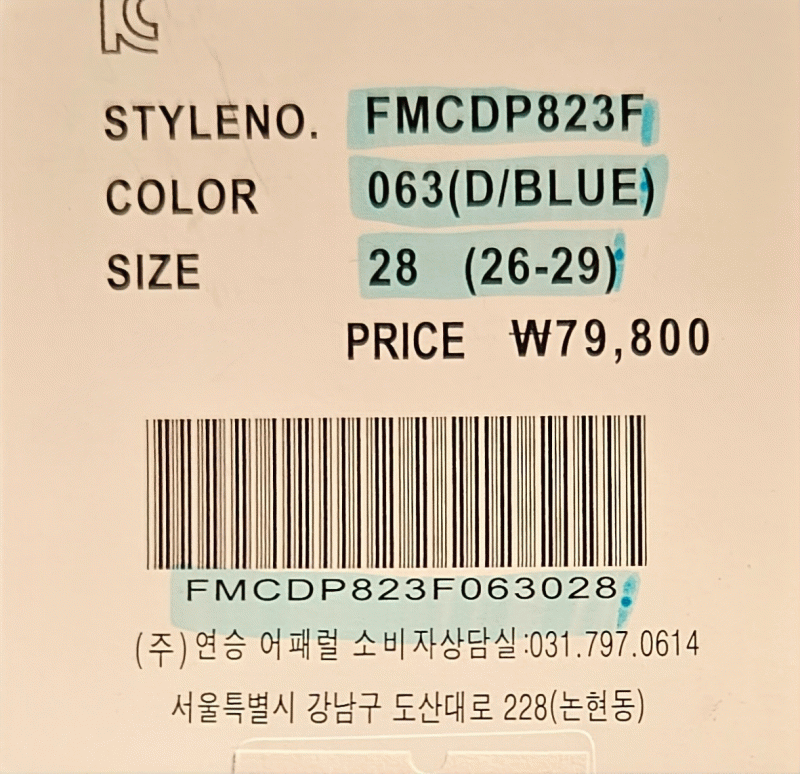 STYLENO. FMCDP823F
COLOR 063(D/BLUE)
SIZE 28 (26-29)
PRICE ₩79,800
FMCDP823F063028
(주)연승 어패럴 소비자상담실:031.797.0614
서울특별시 강남구 도산대로 228(논현동)